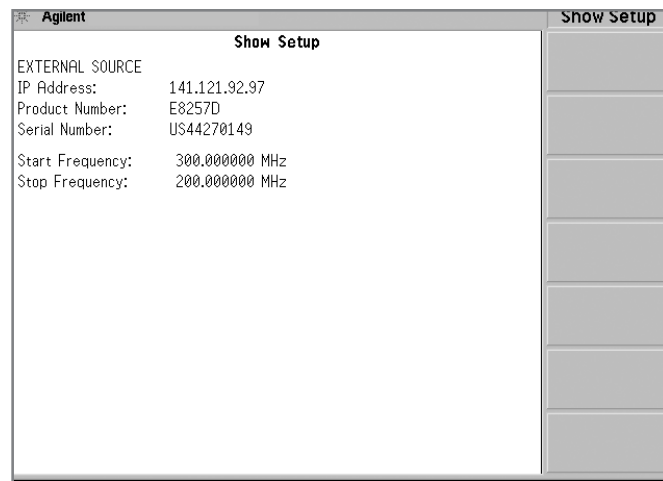 Agilent
Show Setup
Show Setup
EXTERNAL SOURCE
IP Address: 141.121.92.97
Product Number: E8257D
Serial Number: US44270149
Start Frequency: 300.000000 MHz
Stop Frequency: 200.000000 MHz